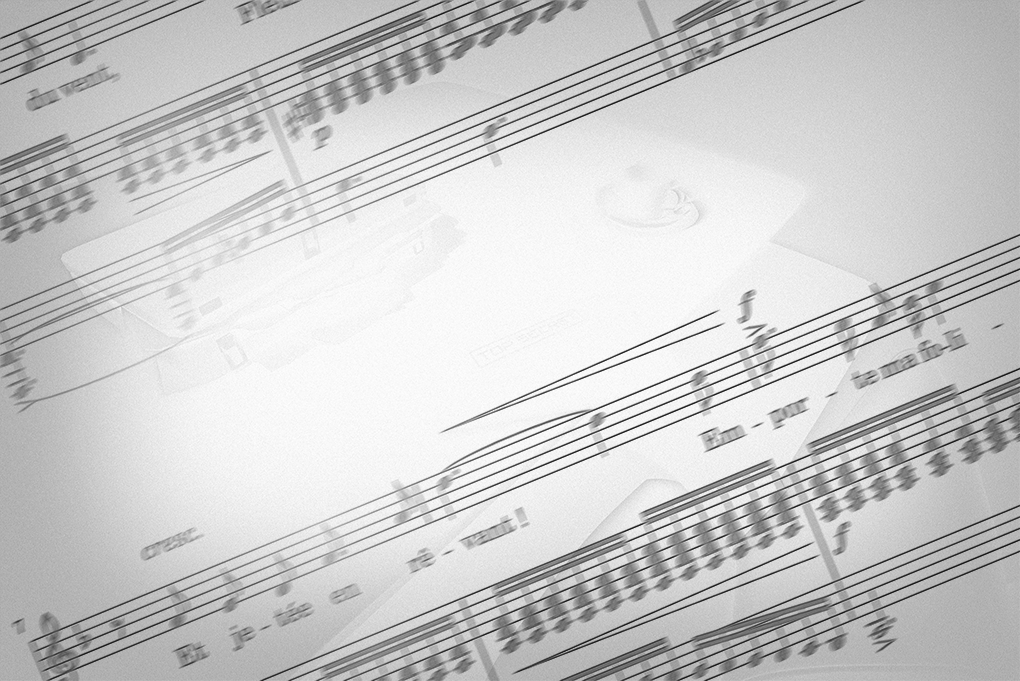 du vent,
p
f
Em - por - te ma fo - li -
cresc.
Et je - tée en rê - vant !
f